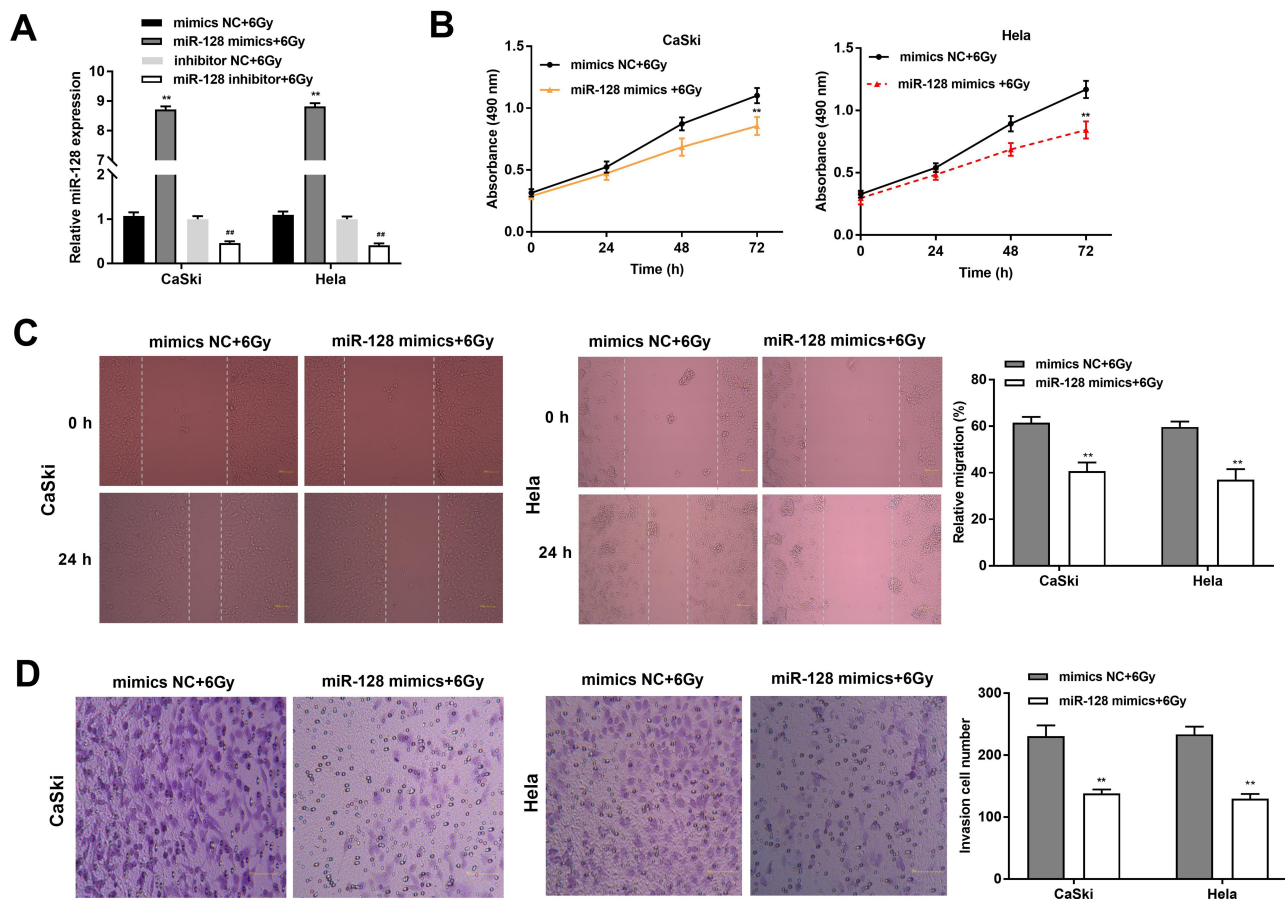 A
mimics NC+6Gy
miR-128 mimics+6Gy
inhibitor NC+6Gy
miR-128 inhibitor+6Gy
Relative miR-128 expression
10
9
8
7
6
2
1
0
**
##
**
##
CaSki
Hela
B
CaSki
mimics NC+6Gy
miR-128 mimics +6Gy
Absorbance (490 nm)
1.5
1.0
0.5
0.0
**
0
24
48
72
Time (h)
Hela
mimics NC+6Gy
miR-128 mimics +6Gy
Absorbance (490 nm)
1.5
1.0
0.5
0.0
**
0
24
48
72
Time (h)
C
mimics NC+6Gy
miR-128 mimics+6Gy
0 h
CaSki
24 h
mimics NC+6Gy
miR-128 mimics+6Gy
0 h
Hela
24 h
mimics NC+6Gy
miR-128 mimics+6Gy
Relative migration (%)
80
60
40
20
0
**
**
CaSki
Hela
D
mimics NC+6Gy
miR-128 mimics+6Gy
CaSki
mimics NC+6Gy
miR-128 mimics+6Gy
Hela
mimics NC+6Gy
miR-128 mimics+6Gy
Invasion cell number
300
200
100
0
**
**
CaSki
Hela